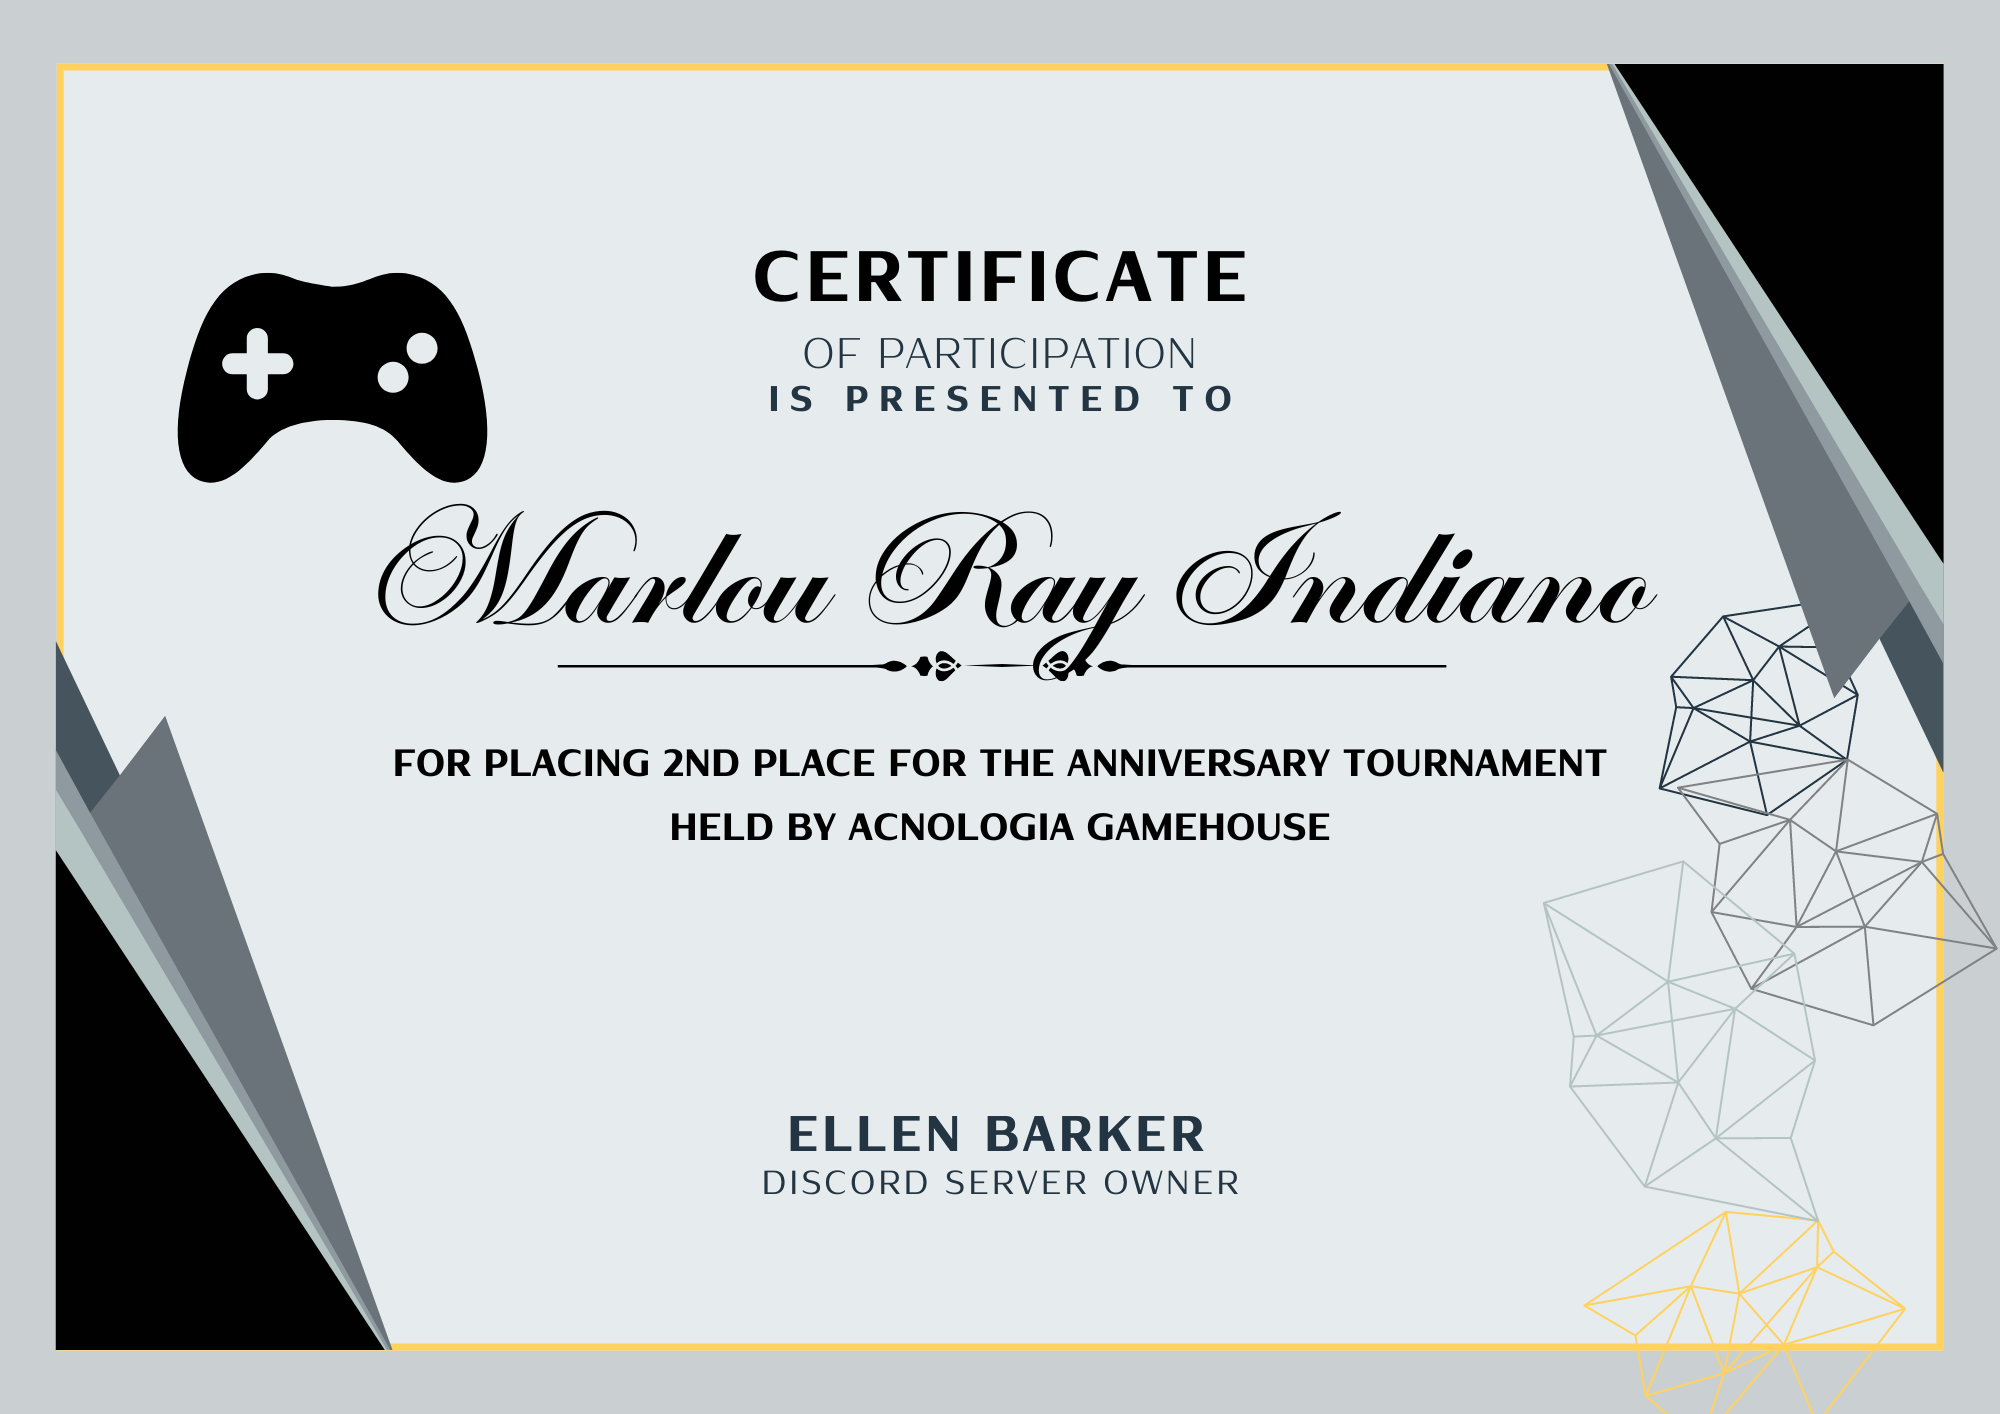 CERTIFICATE
OF PARTICIPATION
IS PRESENTED TO
Marlou Ray Indiano
FOR PLACING 2ND PLACE FOR THE ANNIVERSARY TOURNAMENT
HELD BY ACNOLOGIA GAMEHOUSE
ELLEN BARKER
DISCORD SERVER OWNER